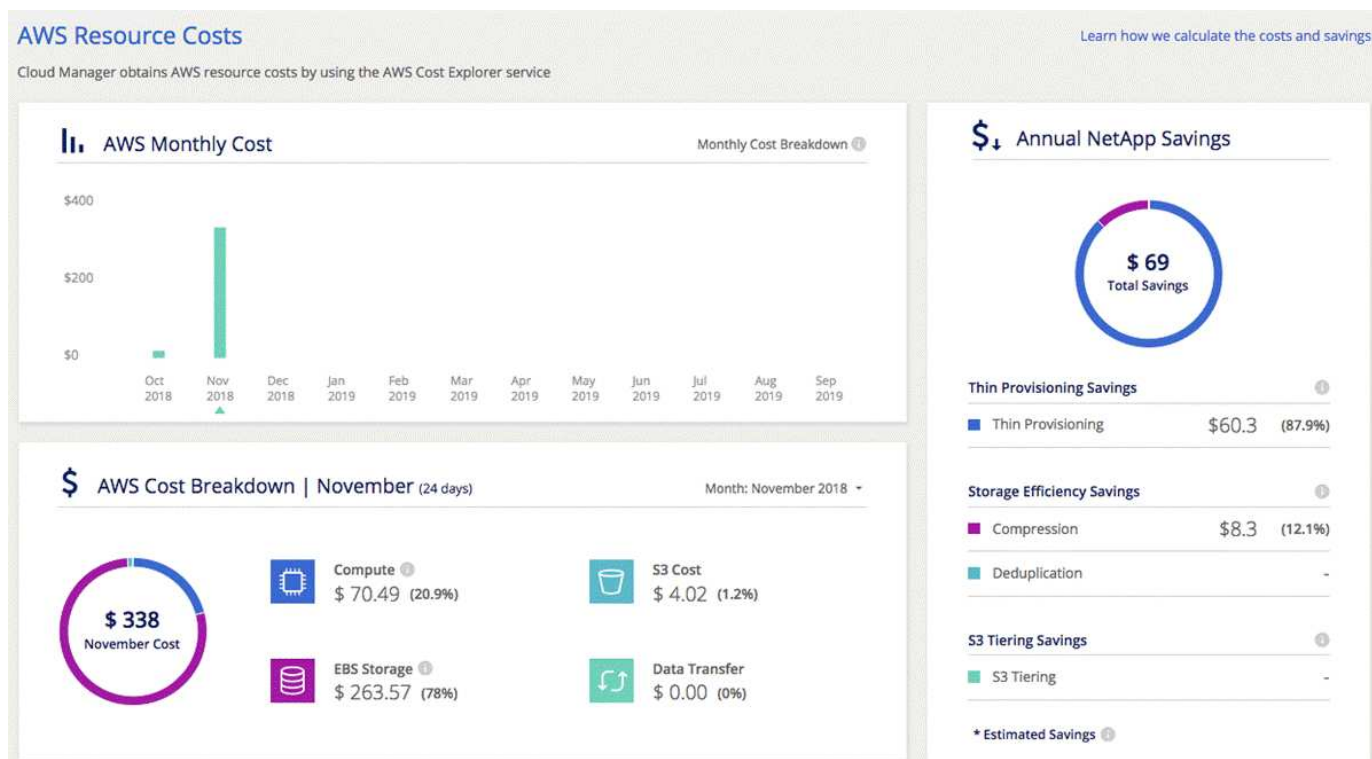 AWS Resource Costs
Learn how we calculate the costs and savings
Cloud Manager obtains AWS resource costs by using the AWS Cost Explorer service
AWS Monthly Cost
Monthly Cost Breakdown
$400
$200
$0
Oct Nov Dec Jan Feb Mar Apr May Jun Jul Aug Sep
2018 2018 2018 2019 2019 2019 2019 2019 2019 2019 2019 2019
$ AWS Cost Breakdown | November (24 days)
Month: November 2018
$ 338
November Cost
Compute
$ 70.49 (20.9%)
S3 Cost
$ 4.02 (1.2%)
EBS Storage
$ 263.57 (78%)
Data Transfer
$ 0.00 (0%)
$ Annual NetApp Savings
$ 69
Total Savings
Thin Provisioning Savings
Thin Provisioning $60.3 (87.9%)
Storage Efficiency Savings
Compression $8.3 (12.1%)
Deduplication -
S3 Tiering Savings
S3 Tiering -
* Estimated Savings